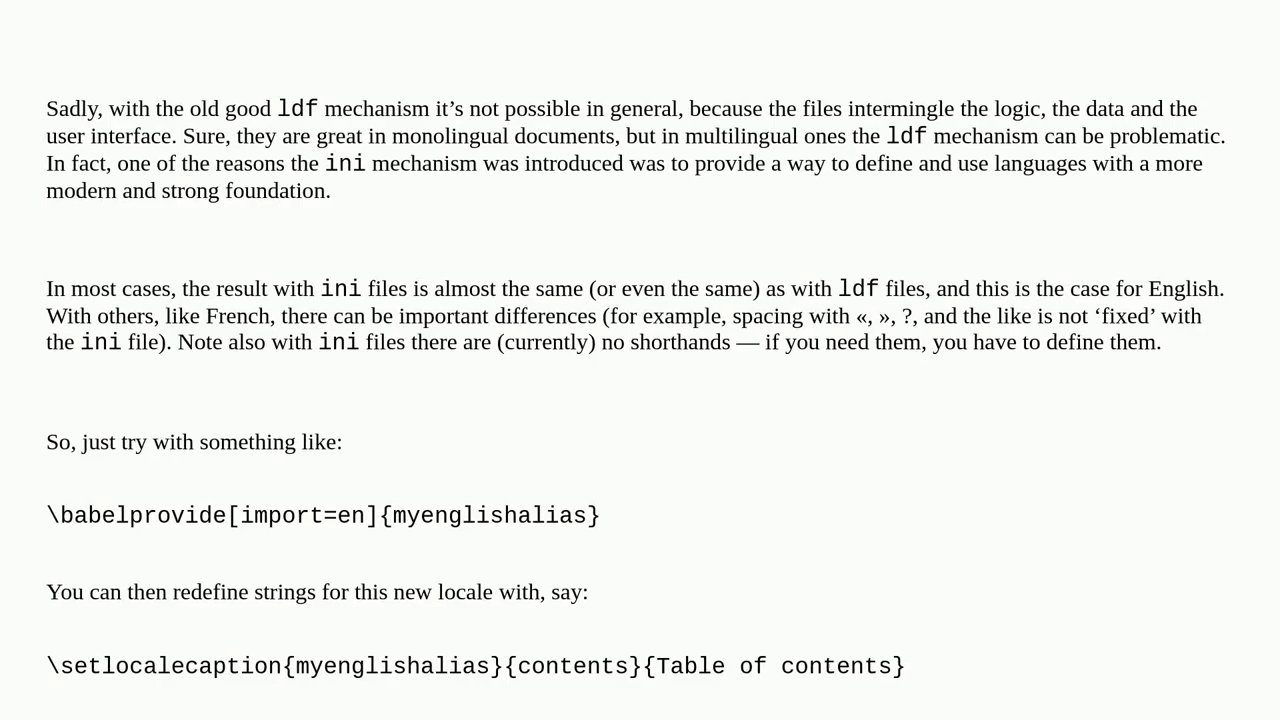 Sadly, with the old good ldf mechanism it’s not possible in general, because the files intermingle the logic, the data and the
user interface. Sure, they are great in monolingual documents, but in multilingual ones the ldf mechanism can be problematic.
In fact, one of the reasons the ini mechanism was introduced was to provide a way to define and use languages with a more
modern and strong foundation.
In most cases, the result with ini files is almost the same (or even the same) as with ldf files, and this is the case for English.
With others, like French, there can be important differences (for example, spacing with «, », ?, and the like is not ‘fixed’ with
the ini file). Note also with ini files there are (currently) no shorthands — if you need them, you have to define them.
So, just try with something like:
\babelprovide[import=en]{myenglishalias}
You can then redefine strings for this new locale with, say:
\setlocalecaption{myenglishalias}{contents}{Table of contents}